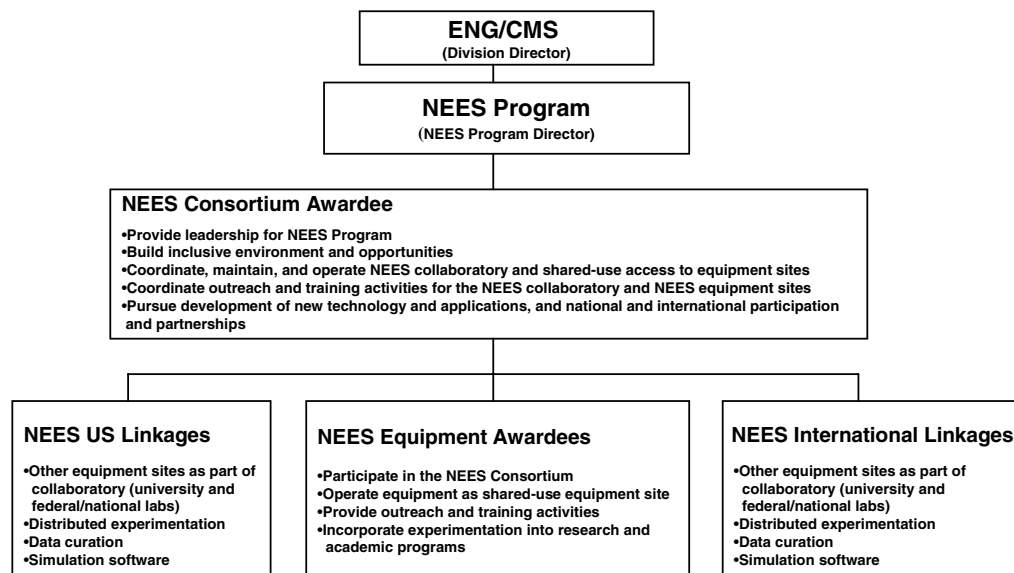 ENG/CMS
(Division Director)
NEES Program
(NEES Program Director)
NEES Consortium Awardee
•Provide leadership for NEES Program
•Build inclusive environment and opportunities
•Coordinate, maintain, and operate NEES collaboratory and shared-use access to equipment sites
•Coordinate outreach and training activities for the NEES collaboratory and NEES equipment sites
•Pursue development of new technology and applications, and national and international participation
and partnerships
NEES US Linkages
•Other equipment sites as part of
collaboratory (university and
federal/national labs)
•Distributed experimentation
•Data curation
•Simulation software
NEES Equipment Awardees
•Participate in the NEES Consortium
•Operate equipment as shared-use equipment site
•Provide outreach and training activities
•Incorporate experimentation into research and
academic programs
NEES International Linkages
•Other equipment sites as part of
collaboratory (university and
federal/national labs)
•Distributed experimentation
•Data curation
•Simulation software